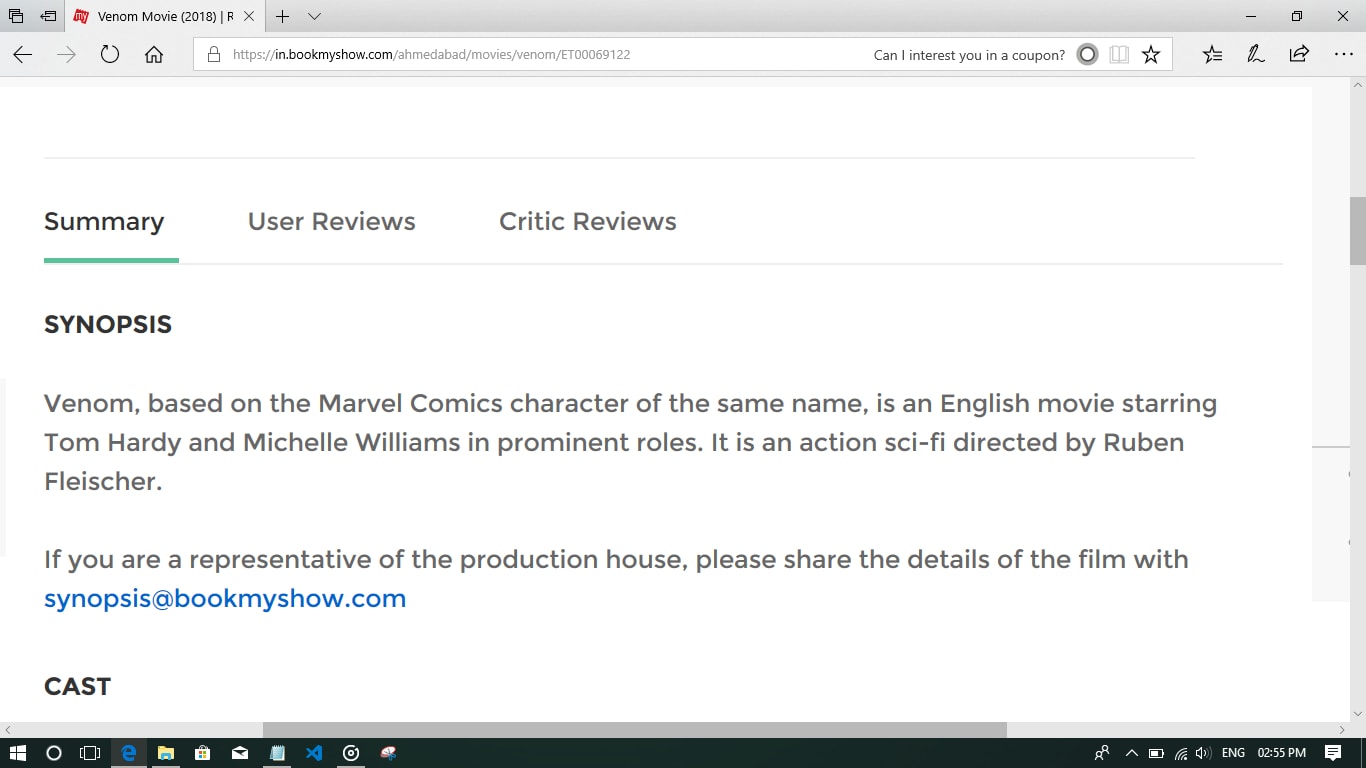 Venom Movie (2018) | R
https://in.bookmyshow.com/ahmedabad/movies/venom/ET00069122
Can I interest you in a coupon?
Summary
User Reviews
Critic Reviews
SYNOPSIS
Venom, based on the Marvel Comics character of the same name, is an English movie starring
Tom Hardy and Michelle Williams in prominent roles. It is an action sci-fi directed by Ruben
Fleischer.
If you are a representative of the production house, please share the details of the film with
synopsis@bookmyshow.com
CAST
ENG
02:55 PM